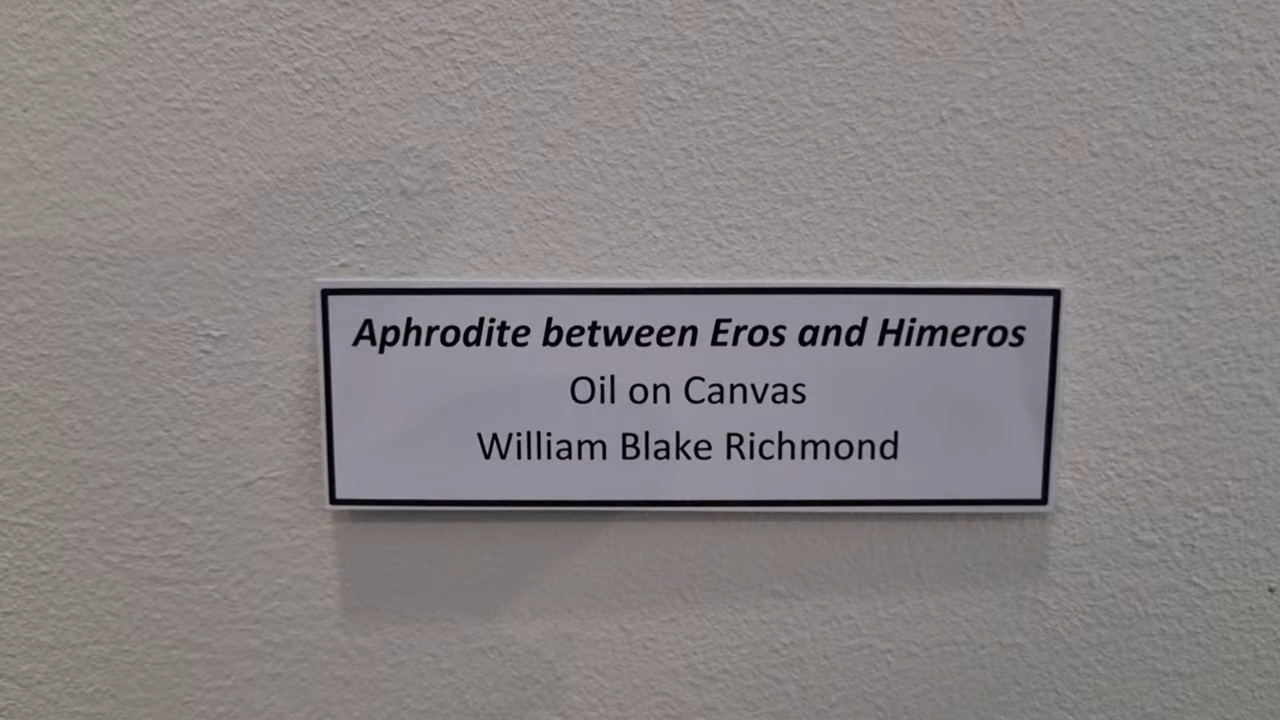 Aphrodite between Eros and Himeros
Oil on Canvas
William Blake Richmond